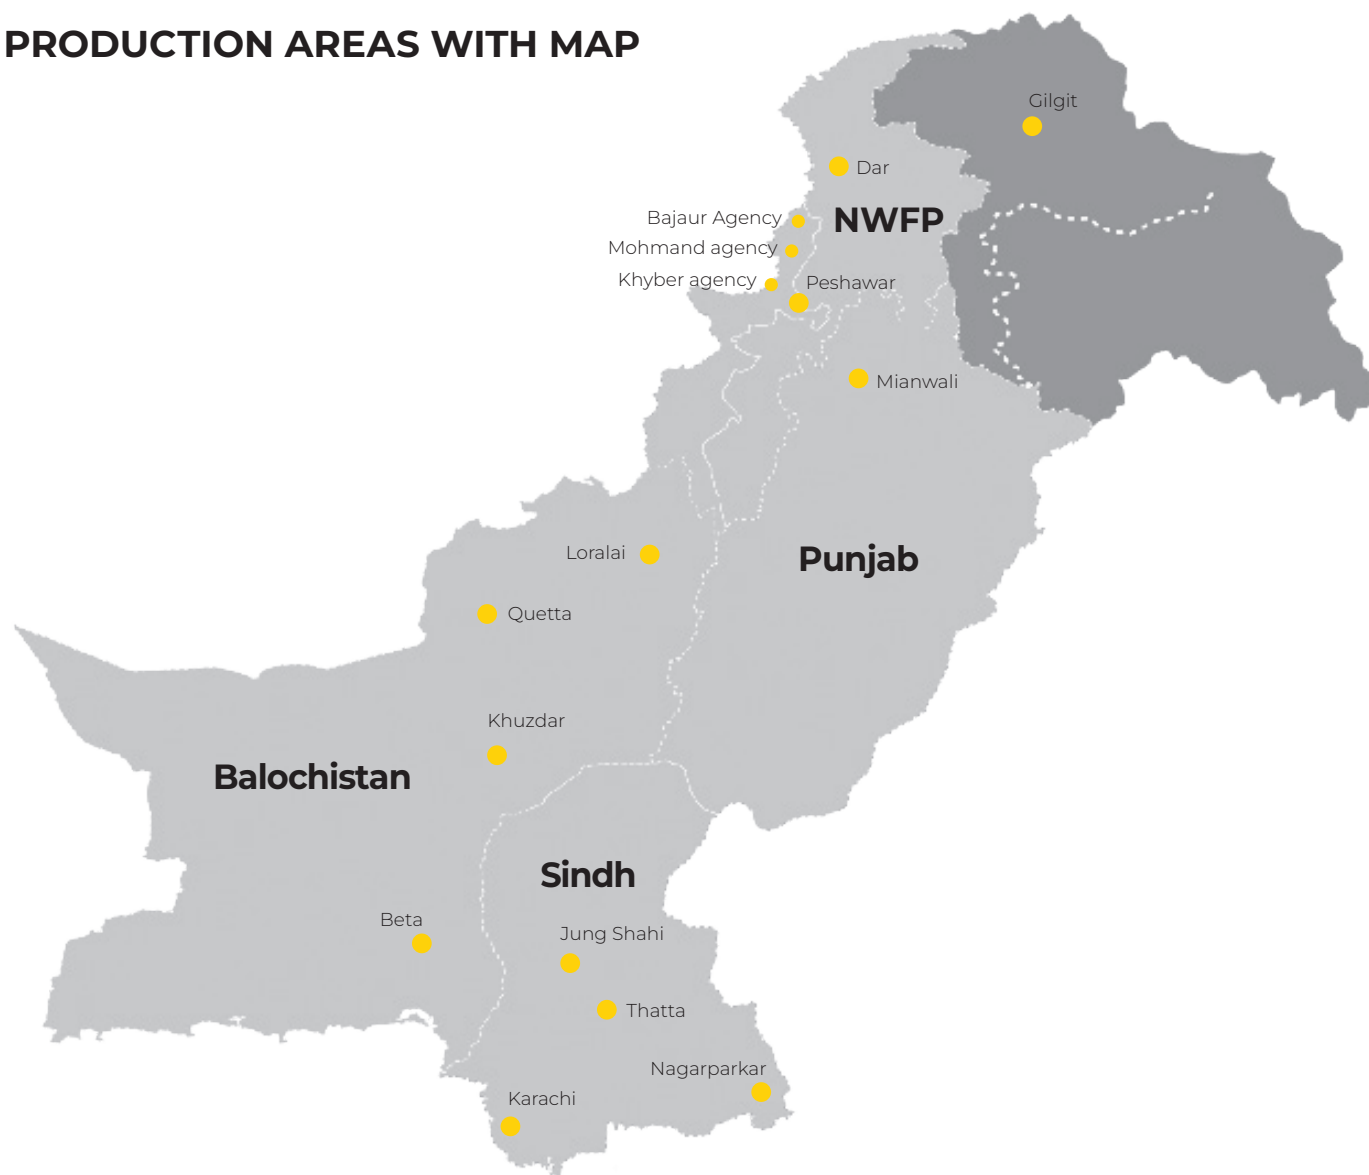 PRODUCTION AREAS WITH MAP
Gilgit
Dar
Bajaur Agency
NWFP
Mohmand agency
Khyber agency
Peshawar
Mianwali
Loralai
Punjab
Quetta
Khuzdar
Balochistan
Sindh
Beta
Jung Shahi
Thatta
Nagarparkar
Karachi